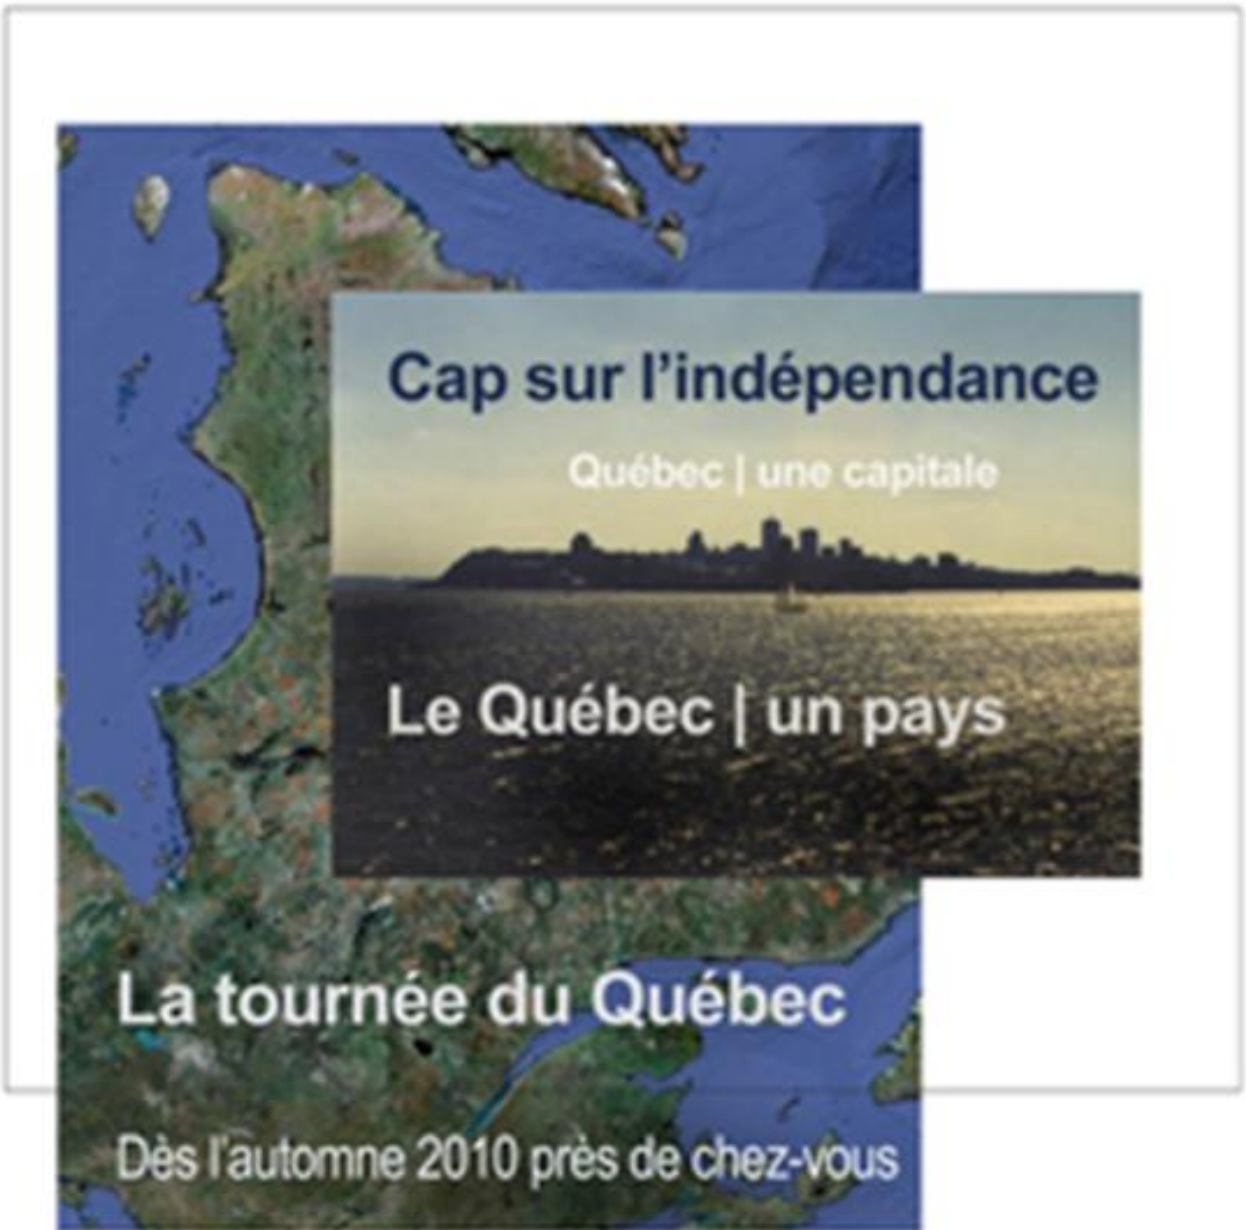 Cap sur l'indépendance
Québec | une capitale
Le Québec | un pays
La tournée du Québec
Dès l'automne 2010 près de chez-vous